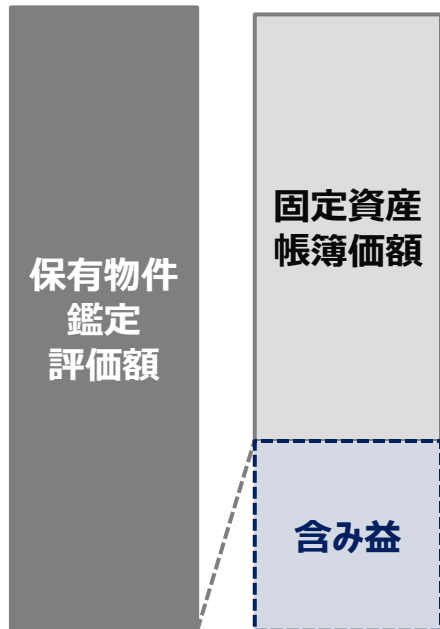 保有物件
鑑定
評価額
固定資産
帳簿価額
含み益